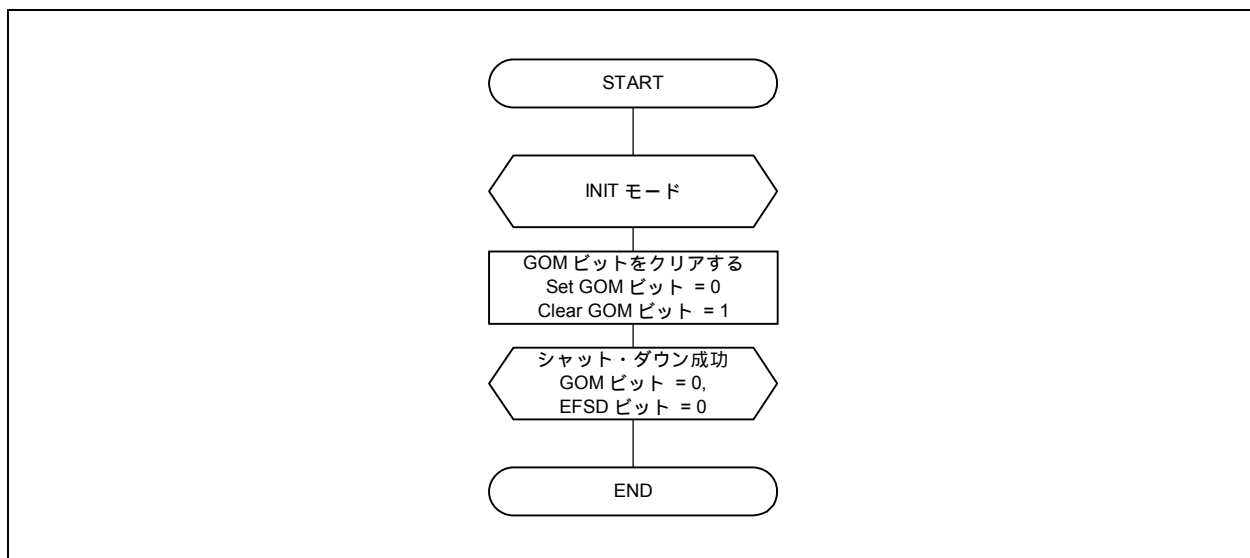 START
INIT モード
GOM ビットをクリアする
Set GOM ビット = 0
Clear GOM ビット = 1
シャット・ダウン成功
GOM ビット = 0,
EFSD ビット = 0
END